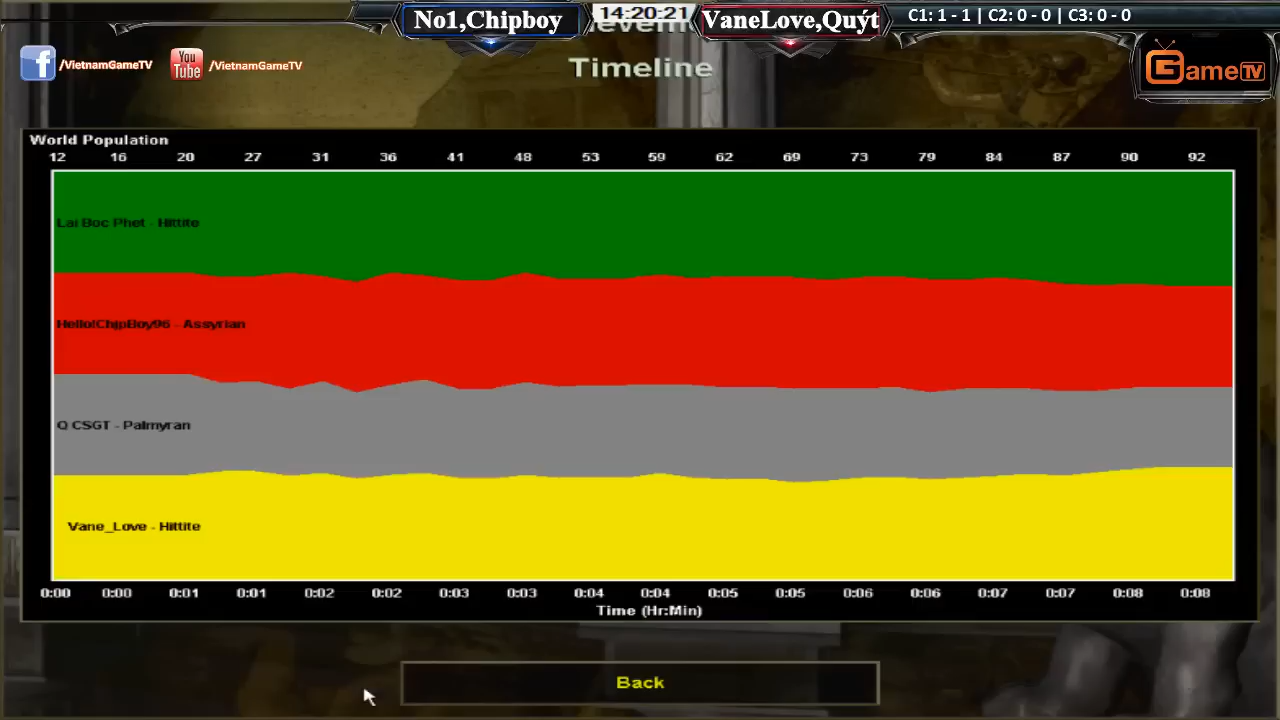 No1,Chipboy
14:20:21
VaneLove,Quýt
C1: 1 - 1 | C2: 0 - 0 | C3: 0 - 0
f /VietnamGameTV
You Tube /VietnamGameTV
Timeline
GameTV
World Population
12 16 20 27 31 36 41 48 53 59 62 69 73 79 84 87 90 92
Lai Boc Phet - Hittite
Hello!ChipBoy96 - Assyrian
Q CSGT - Palmyran
Vane_Love - Hittite
0:00 0:00 0:01 0:01 0:02 0:02 0:03 0:03 0:04 0:04 0:05 0:05 0:06 0:06 0:07 0:07 0:08 0:08
Time (Hr:Min)
Back